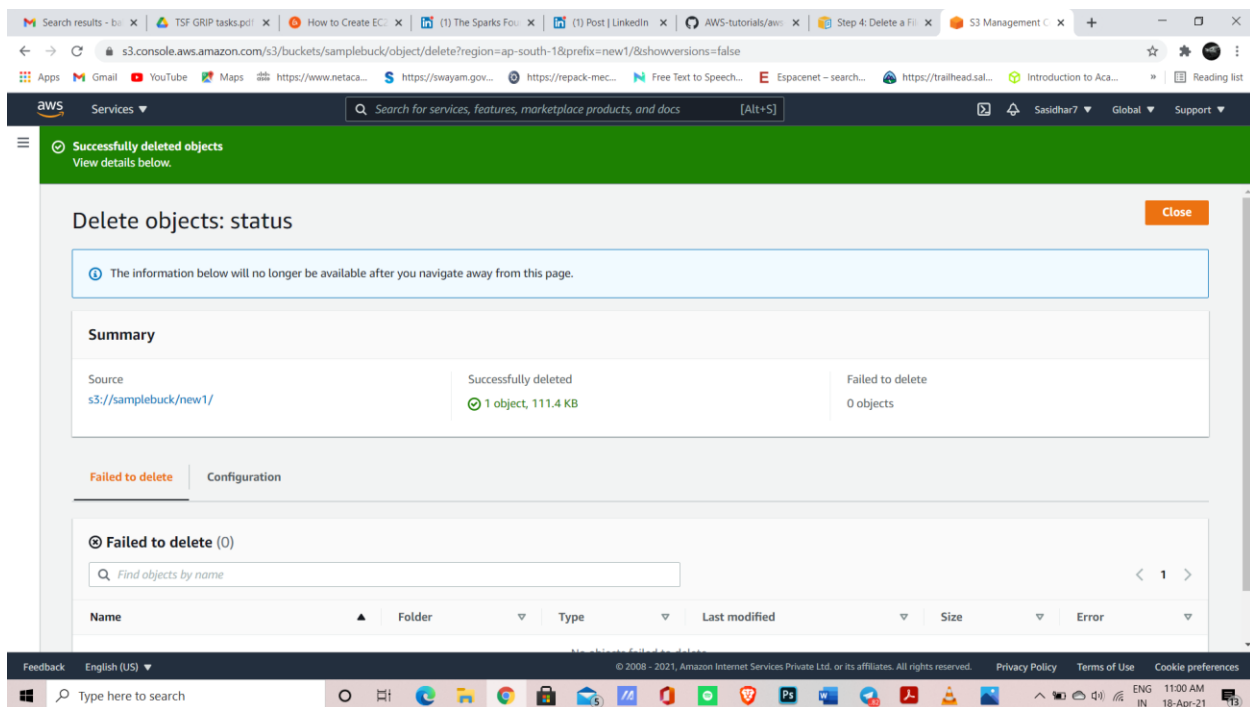 Search results - ba
TSF GRIP tasks.pdf
How to Create EC2
(1) The Sparks Foun
(1) Post | LinkedIn
AWS-tutorials/aws
Step 4: Delete a Fil
S3 Management C
s3.console.aws.amazon.com/s3/buckets/samplebuck/object/delete?region=ap-south-1&prefix=new1/&showversions=false
Apps
Gmail
YouTube
Maps
https://www.netaca...
https://swayam.gov...
https://repack-mec...
Free Text to Speech...
Espacenet – search...
https://trailhead.sal...
Introduction to Aca...
»
Reading list
aws
Services ▼
Search for services, features, marketplace products, and docs
[Alt+S]
Sasidhar7 ▼
Global ▼
Support ▼
Successfully deleted objects
View details below.
Delete objects: status
Close
The information below will no longer be available after you navigate away from this page.
Summary
Source
Successfully deleted
Failed to delete
s3://samplebuck/new1/
1 object, 111.4 KB
0 objects
Failed to delete
Configuration
Failed to delete (0)
Find objects by name
1
Name
Folder
Type
Last modified
Size
Error
No objects failed to delete
Feedback
English (US) ▼
© 2008 - 2021, Amazon Internet Services Private Ltd. or its affiliates. All rights reserved.
Privacy Policy
Terms of Use
Cookie preferences
Type here to search
Ps
ENG
IN
11:00 AM
18-Apr-21